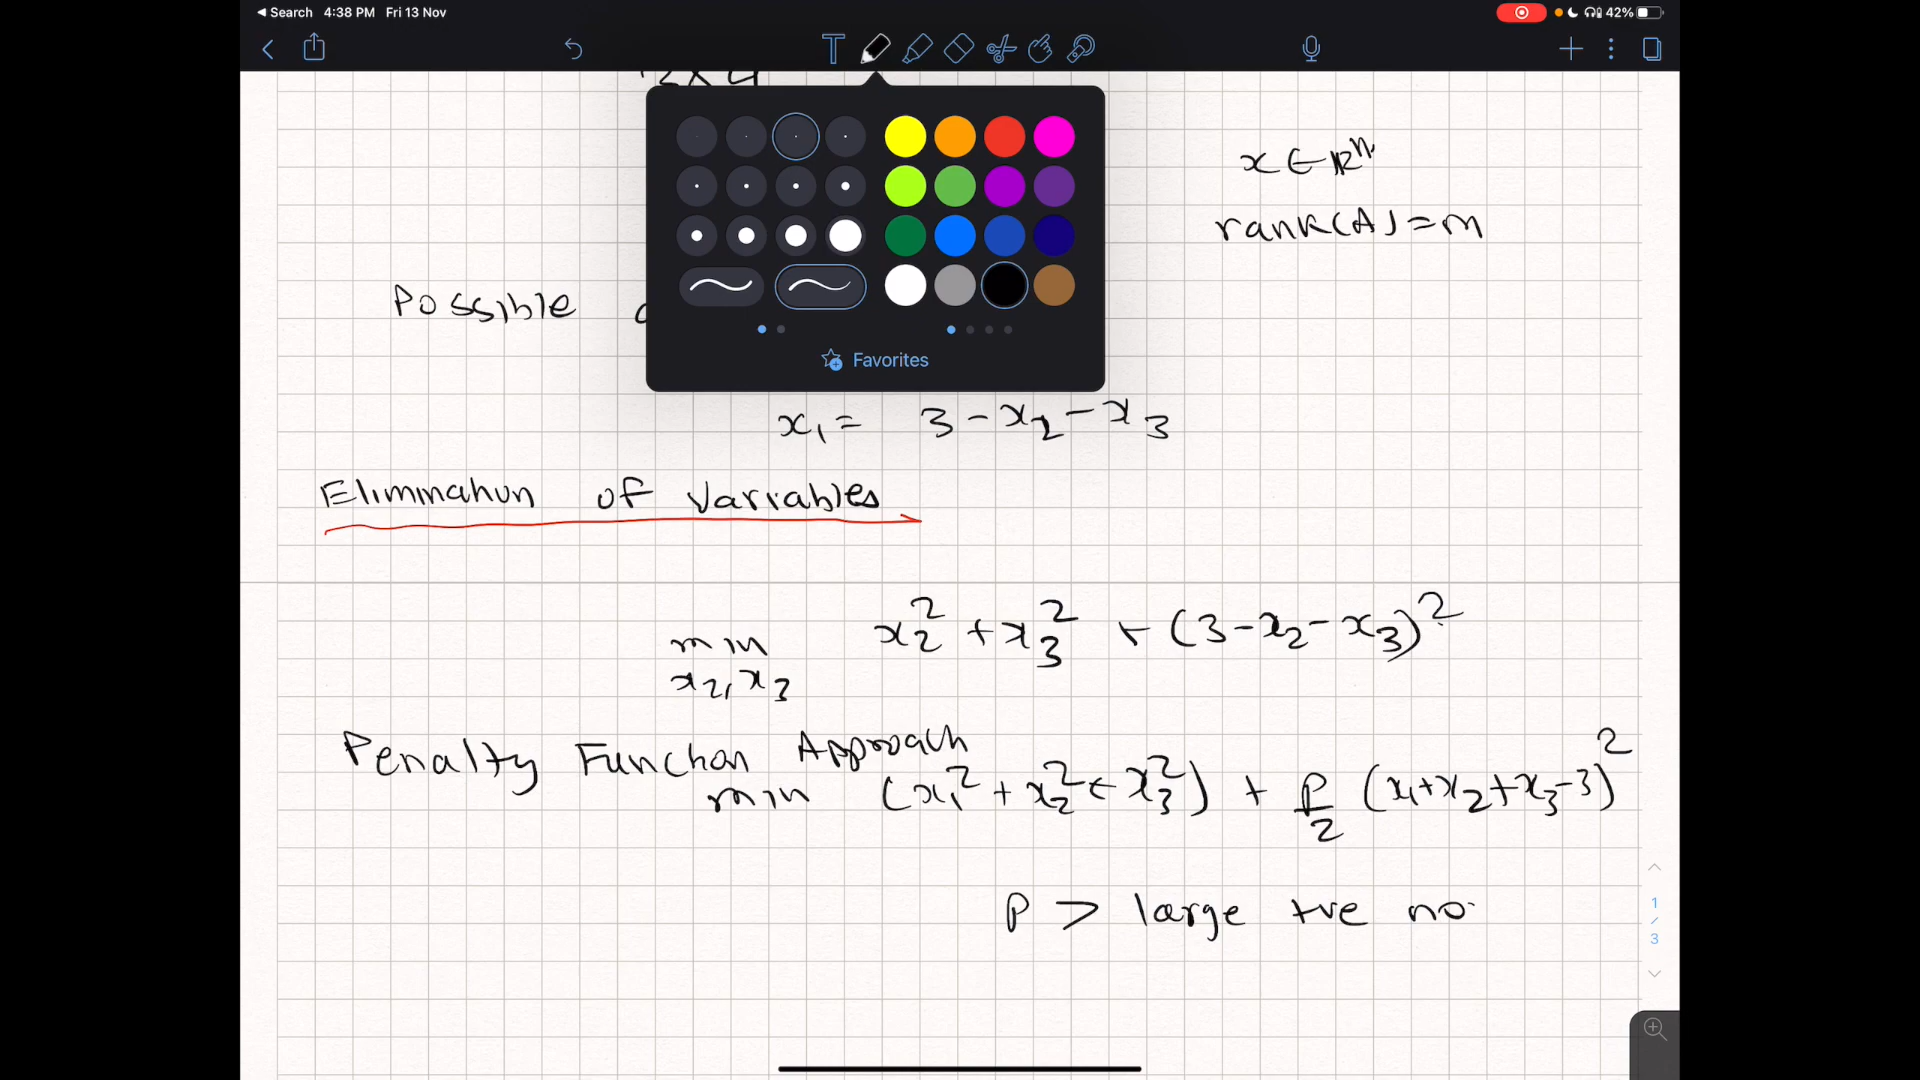 Search 4:38 PM Fri 13 Nov 42%
x ∈ ℝⁿ
rank(A) = m
Favorites
Possible
x₁ = 3 - x₂ - x₃
Elimination of Variables
min x₂² + x₃² + (3 - x₂ - x₃)²
x₂, x₃
Penalty Function Approach
min (x₁² + x₂² + x₃²) + P/2 (x₁ + x₂ + x₃ - 3)²
P > large +ve no.
1
/
3